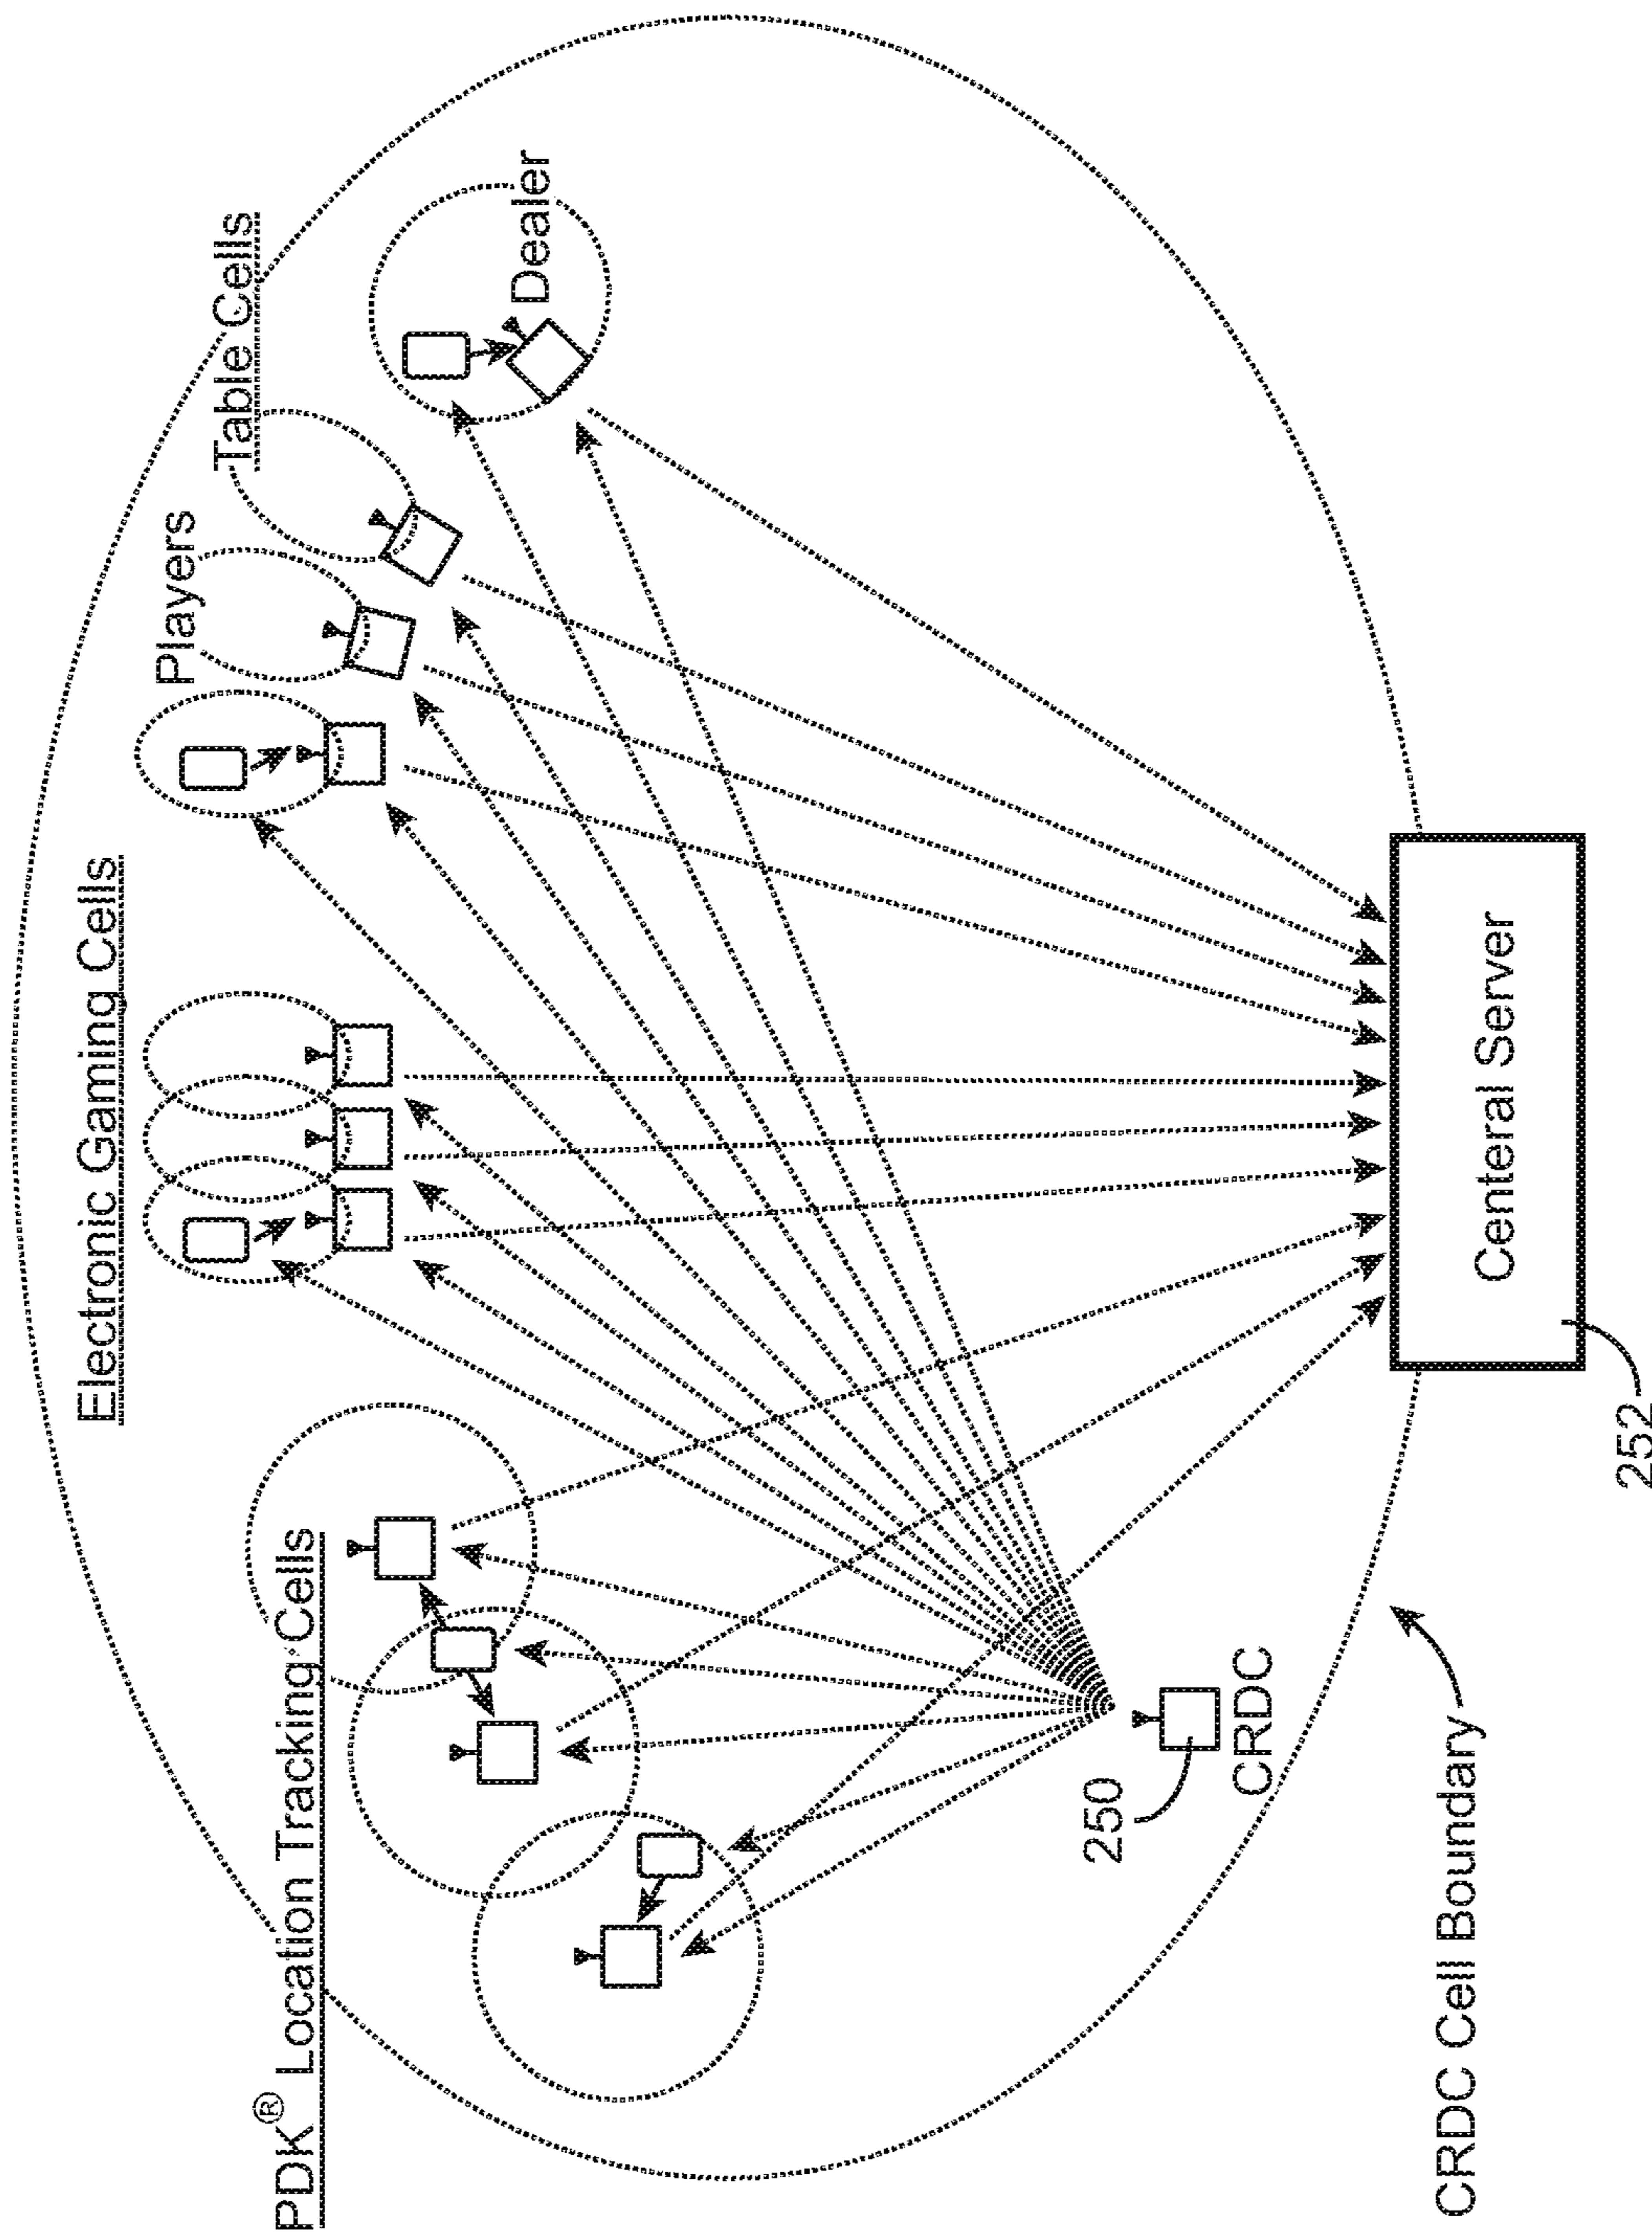 PDK® Location Tracking Cells
Electronic Gaming Cells
Players
Table Cells
Dealer
250
CRDC
CRDC Cell Boundary
Centeral Server
252